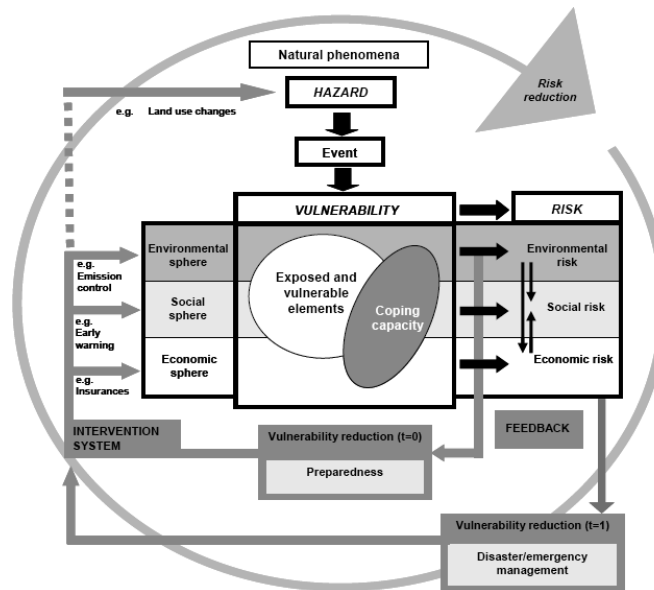 Natural phenomena
HAZARD
Risk
reduction
e.g. Land use changes
Event
VULNERABILITY
RISK
Environmental
sphere
Environmental
risk
e.g.
Emission
control
Exposed and
vulnerable
elements
Coping
capacity
Social
sphere
Social risk
e.g.
Early
warning
Economic
sphere
Economic risk
e.g.
Insurances
INTERVENTION
SYSTEM
Vulnerability reduction (t=0)
Preparedness
FEEDBACK
Vulnerability reduction (t=1)
Disaster/emergency
management